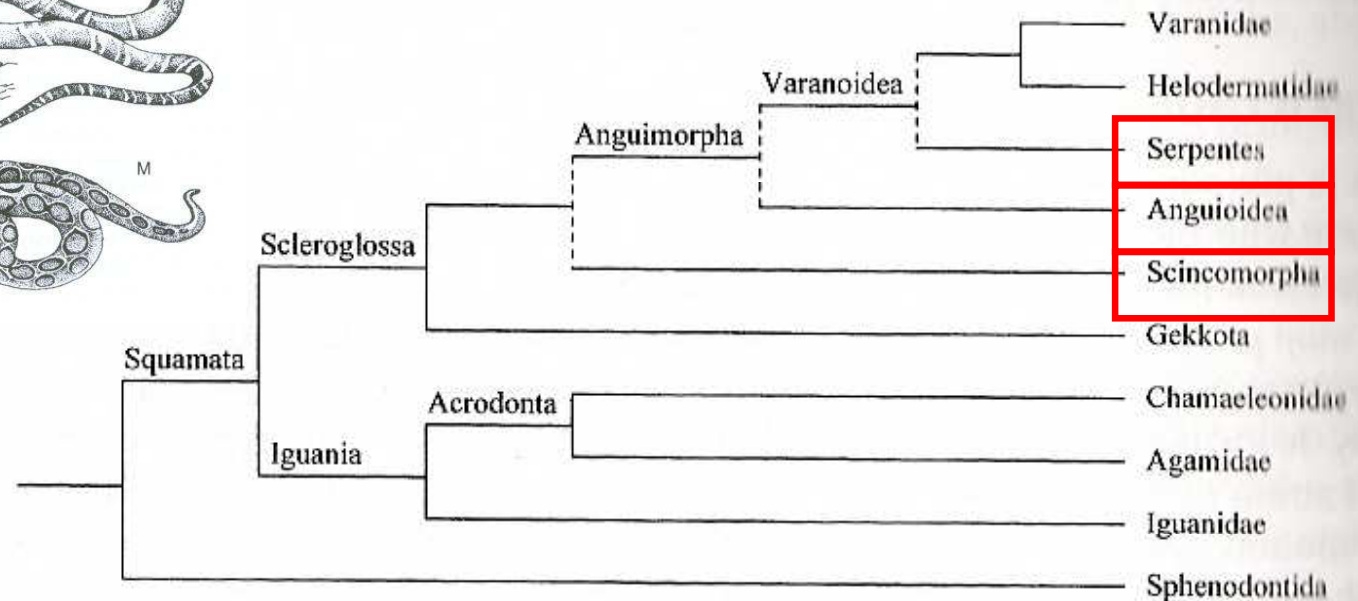 Varanidae
Varanoidea
Helodermatidae
Anguimorpha
Serpentes
M
Anguioidea
Scleroglossa
Scincomorpha
Gekkota
Squamata
Acrodonta
Chamaeleonidae
Iguania
Agamidae
Iguanidae
Sphenodontida